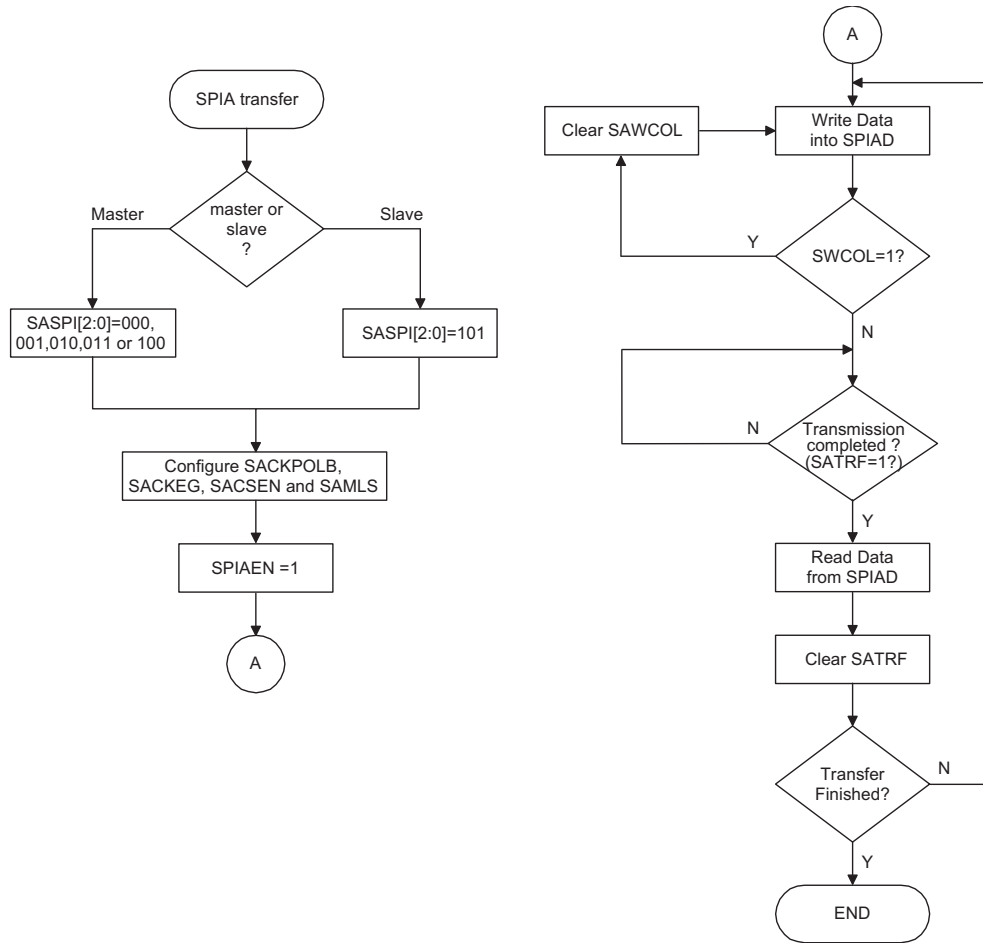 SPIA transfer
master or
slave
?
Master
Slave
SASPI[2:0]=000,
001,010,011 or 100
SASPI[2:0]=101
Configure SACKPOLB,
SACKEG, SACSEN and SAMLS
SPIAEN =1
A
A
Write Data
into SPIAD
Clear SAWCOL
SWCOL=1?
Y
N
Transmission
completed ?
(SATRF=1?)
N
Y
Read Data
from SPIAD
Clear SATRF
Transfer
Finished?
N
Y
END